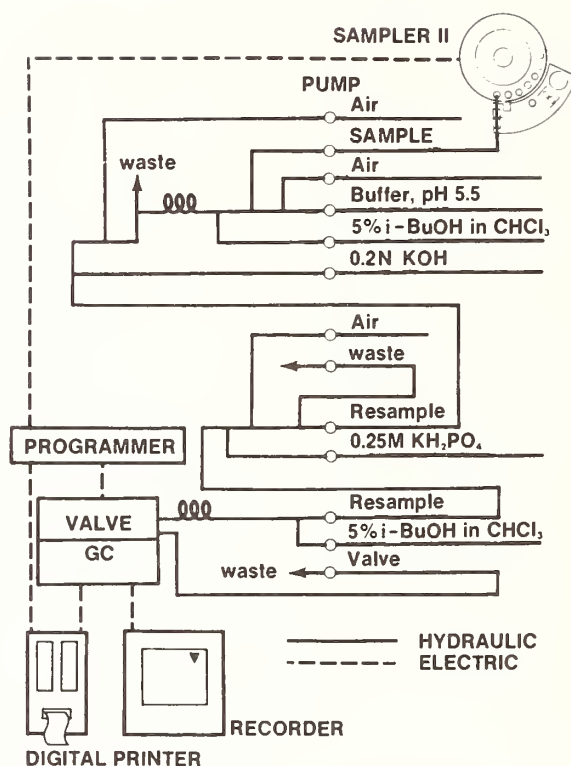 SAMPLER II
PUMP
Air
SAMPLE
waste
Air
Buffer, pH 5.5
5% i-BuOH in CHCl₃
0.2N KOH
Air
waste
Resample
0.25M KH₂PO₄
PROGRAMMER
Resample
VALVE
5% i-BuOH in CHCl₃
GC
Valve
waste
HYDRAULIC
ELECTRIC
RECORDER
DIGITAL PRINTER